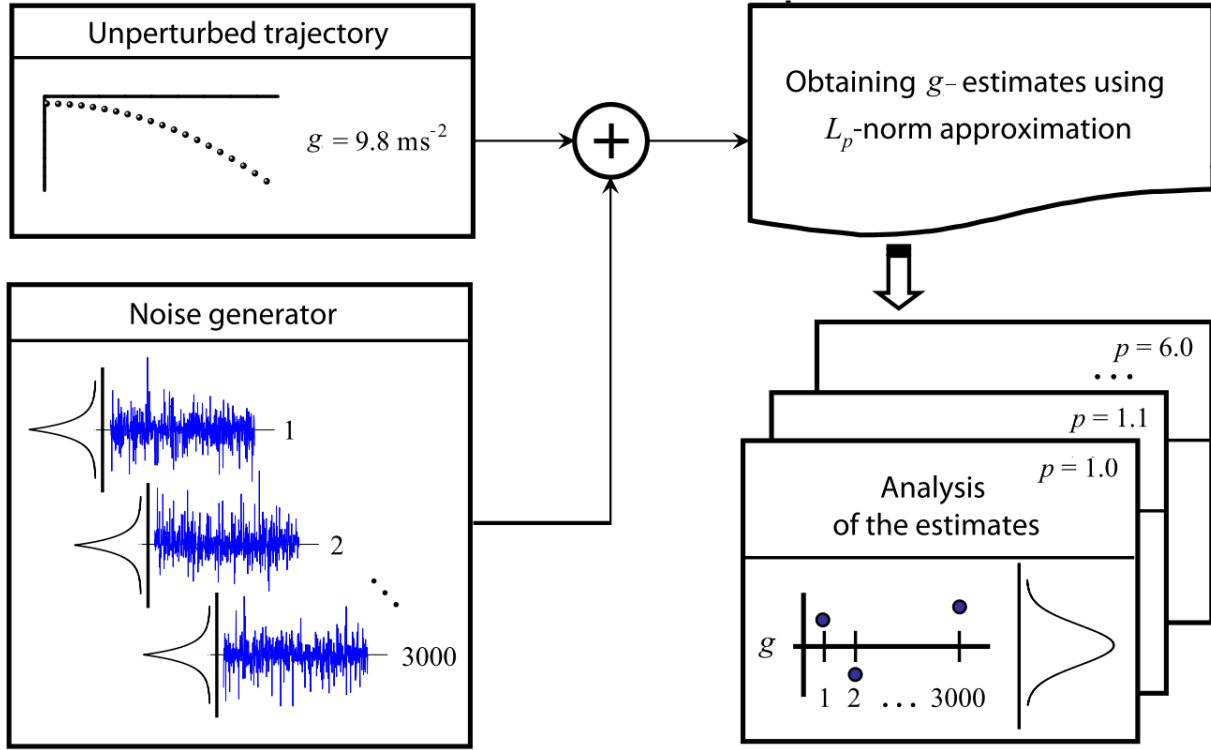 Unperturbed trajectory
g = 9.8 ms⁻²
Noise generator
1
2
...
3000
Obtaining g- estimates using
Lₚ-norm approximation
p = 6.0
...
p = 1.1
p = 1.0
Analysis
of the estimates
g
1 2 ... 3000